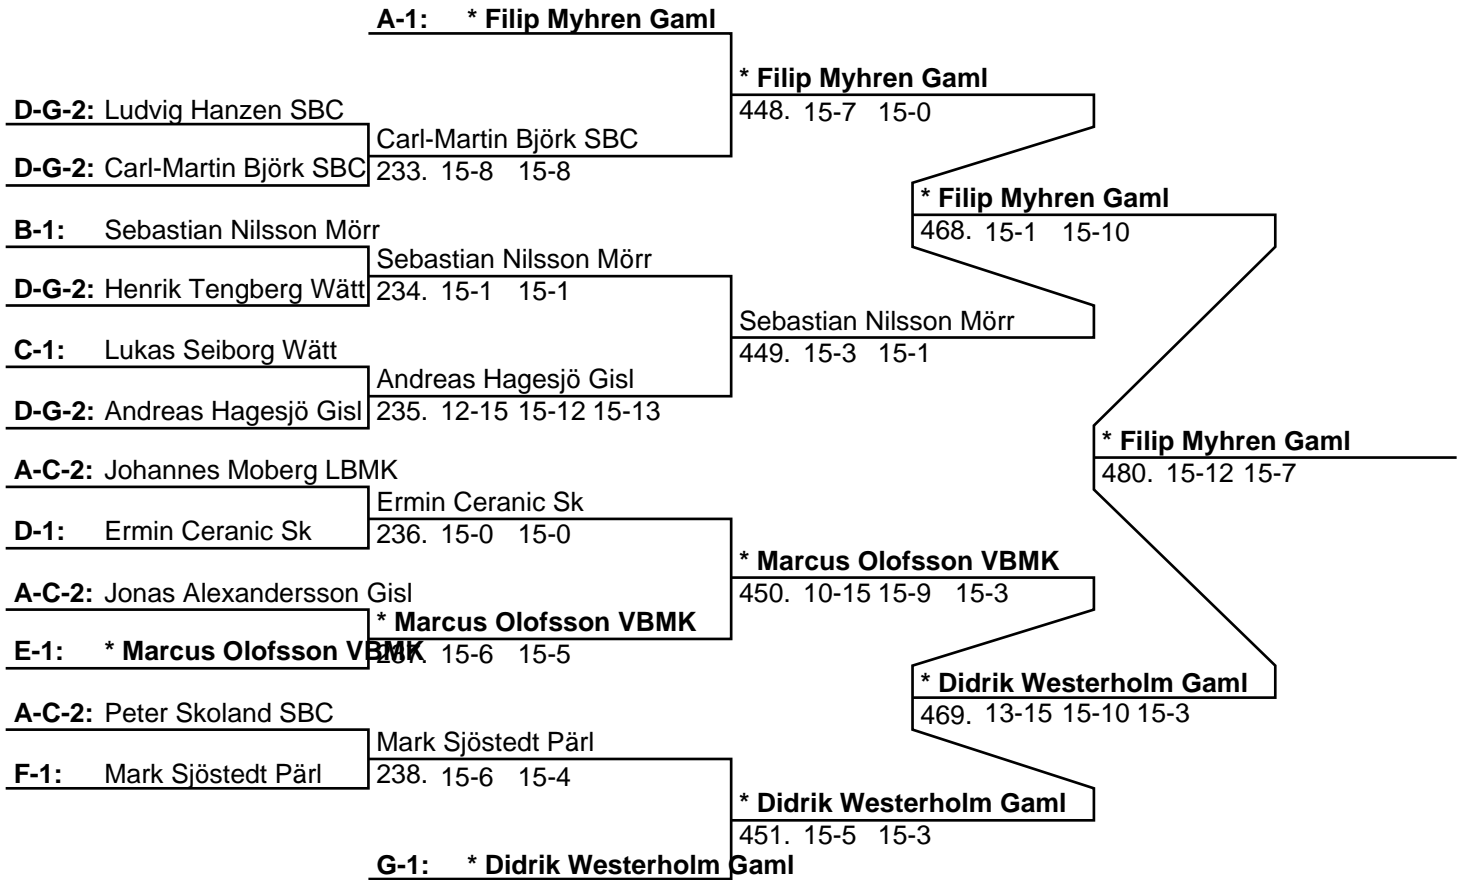 A-1: * Filip Myhren Gaml
* Filip Myhren Gaml
D-G-2: Ludvig Hanzen SBC
448. 15-7 15-0
Carl-Martin Björk SBC
D-G-2: Carl-Martin Björk SBC
233. 15-8 15-8
* Filip Myhren Gaml
B-1: Sebastian Nilsson Mörr
468. 15-1 15-10
Sebastian Nilsson Mörr
D-G-2: Henrik Tengberg Wätt
234. 15-1 15-1
Sebastian Nilsson Mörr
C-1: Lukas Seiborg Wätt
449. 15-3 15-1
Andreas Hagesjö Gisl
D-G-2: Andreas Hagesjö Gisl
235. 12-15 15-12 15-13
* Filip Myhren Gaml
A-C-2: Johannes Moberg LBMK
480. 15-12 15-7
Ermin Ceranic Sk
D-1: Ermin Ceranic Sk
236. 15-0 15-0
* Marcus Olofsson VBMK
A-C-2: Jonas Alexandersson Gisl
450. 10-15 15-9 15-3
* Marcus Olofsson VBMK
E-1: * Marcus Olofsson VBMK
237. 15-6 15-5
* Didrik Westerholm Gaml
A-C-2: Peter Skoland SBC
469. 13-15 15-10 15-3
Mark Sjöstedt Pärl
F-1: Mark Sjöstedt Pärl
238. 15-6 15-4
* Didrik Westerholm Gaml
451. 15-5 15-3
G-1: * Didrik Westerholm Gaml